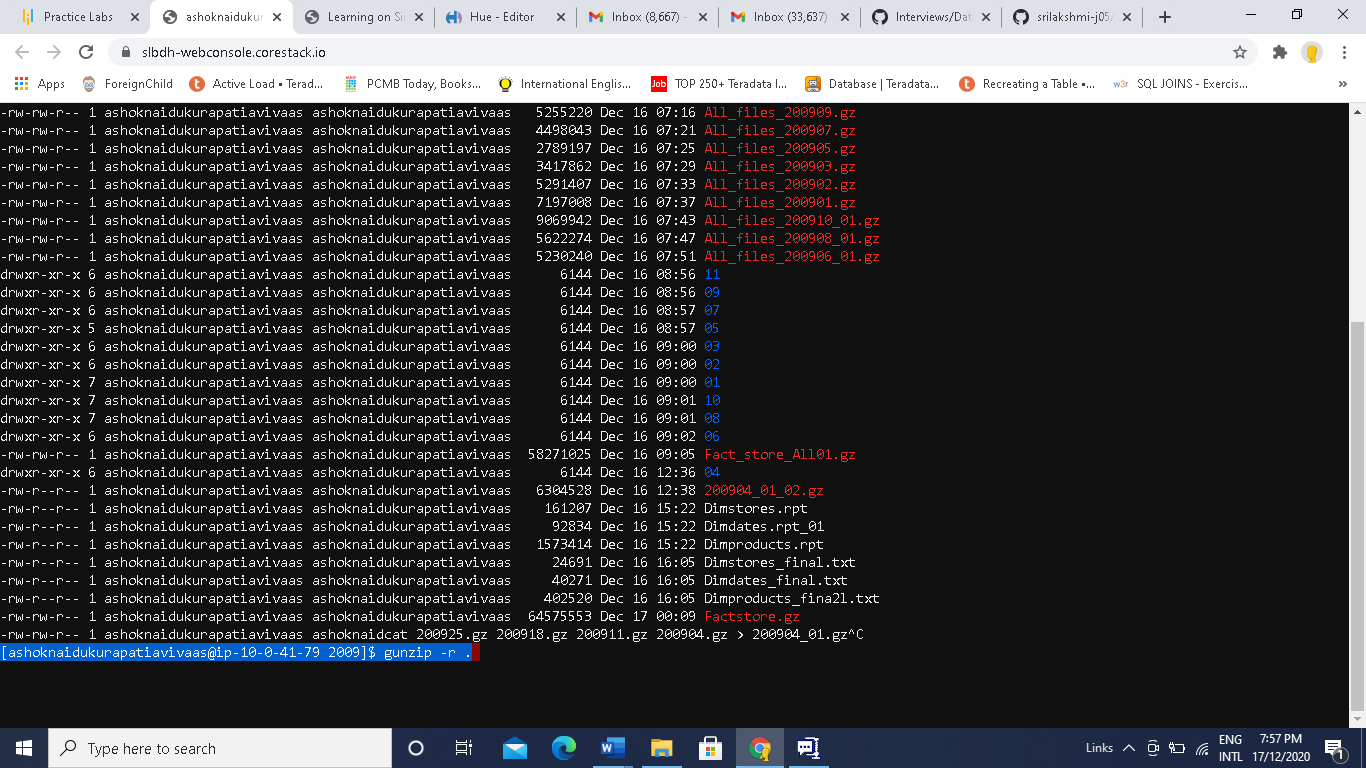 Practice Labs
ashoknaidukur
Learning on Si
Hue - Editor
Inbox (8,667) -
Inbox (33,637)
Interviews/Dat
srilakshmi-j05/
slbdh-webconsole.corestack.io
Apps
ForeignChild
Active Load • Terad...
PCMB Today, Books...
International Englis...
Job
TOP 250+ Teradata I...
Database | Teradata...
Recreating a Table •...
w3r
SQL JOINS - Exercis...
»
-rw-rw-r-- 1 ashoknaidukurapatiavivaas ashoknaidukurapatiavivaas 5255220 Dec 16 07:16 All_files_200909.gz
-rw-rw-r-- 1 ashoknaidukurapatiavivaas ashoknaidukurapatiavivaas 4498043 Dec 16 07:21 All_files_200907.gz
-rw-rw-r-- 1 ashoknaidukurapatiavivaas ashoknaidukurapatiavivaas 2789197 Dec 16 07:25 All_files_200905.gz
-rw-rw-r-- 1 ashoknaidukurapatiavivaas ashoknaidukurapatiavivaas 3417862 Dec 16 07:29 All_files_200903.gz
-rw-rw-r-- 1 ashoknaidukurapatiavivaas ashoknaidukurapatiavivaas 5291407 Dec 16 07:33 All_files_200902.gz
-rw-rw-r-- 1 ashoknaidukurapatiavivaas ashoknaidukurapatiavivaas 7197008 Dec 16 07:37 All_files_200901.gz
-rw-rw-r-- 1 ashoknaidukurapatiavivaas ashoknaidukurapatiavivaas 9069942 Dec 16 07:43 All_files_200910_01.gz
-rw-rw-r-- 1 ashoknaidukurapatiavivaas ashoknaidukurapatiavivaas 5622274 Dec 16 07:47 All_files_200908_01.gz
-rw-rw-r-- 1 ashoknaidukurapatiavivaas ashoknaidukurapatiavivaas 5230240 Dec 16 07:51 All_files_200906_01.gz
drwxr-xr-x 6 ashoknaidukurapatiavivaas ashoknaidukurapatiavivaas 6144 Dec 16 08:56 11
drwxr-xr-x 6 ashoknaidukurapatiavivaas ashoknaidukurapatiavivaas 6144 Dec 16 08:56 09
drwxr-xr-x 6 ashoknaidukurapatiavivaas ashoknaidukurapatiavivaas 6144 Dec 16 08:57 07
drwxr-xr-x 5 ashoknaidukurapatiavivaas ashoknaidukurapatiavivaas 6144 Dec 16 08:57 05
drwxr-xr-x 6 ashoknaidukurapatiavivaas ashoknaidukurapatiavivaas 6144 Dec 16 09:00 03
drwxr-xr-x 6 ashoknaidukurapatiavivaas ashoknaidukurapatiavivaas 6144 Dec 16 09:00 02
drwxr-xr-x 7 ashoknaidukurapatiavivaas ashoknaidukurapatiavivaas 6144 Dec 16 09:00 01
drwxr-xr-x 7 ashoknaidukurapatiavivaas ashoknaidukurapatiavivaas 6144 Dec 16 09:01 10
drwxr-xr-x 7 ashoknaidukurapatiavivaas ashoknaidukurapatiavivaas 6144 Dec 16 09:01 08
drwxr-xr-x 6 ashoknaidukurapatiavivaas ashoknaidukurapatiavivaas 6144 Dec 16 09:02 06
-rw-rw-r-- 1 ashoknaidukurapatiavivaas ashoknaidukurapatiavivaas 58271025 Dec 16 09:05 Fact_store_All01.gz
drwxr-xr-x 6 ashoknaidukurapatiavivaas ashoknaidukurapatiavivaas 6144 Dec 16 12:36 04
-rw-r--r-- 1 ashoknaidukurapatiavivaas ashoknaidukurapatiavivaas 6304528 Dec 16 12:38 200904_01_02.gz
-rw-r--r-- 1 ashoknaidukurapatiavivaas ashoknaidukurapatiavivaas 161207 Dec 16 15:22 Dimstores.rpt
-rw-r--r-- 1 ashoknaidukurapatiavivaas ashoknaidukurapatiavivaas 92834 Dec 16 15:22 Dimdates.rpt_01
-rw-r--r-- 1 ashoknaidukurapatiavivaas ashoknaidukurapatiavivaas 1573414 Dec 16 15:22 Dimproducts.rpt
-rw-r--r-- 1 ashoknaidukurapatiavivaas ashoknaidukurapatiavivaas 24691 Dec 16 16:05 Dimstores_final.txt
-rw-r--r-- 1 ashoknaidukurapatiavivaas ashoknaidukurapatiavivaas 40271 Dec 16 16:05 Dimdates_final.txt
-rw-r--r-- 1 ashoknaidukurapatiavivaas ashoknaidukurapatiavivaas 402520 Dec 16 16:05 Dimproducts_fina2l.txt
-rw-rw-r-- 1 ashoknaidukurapatiavivaas ashoknaidukurapatiavivaas 64575553 Dec 17 00:09 Factstore.gz
-rw-rw-r-- 1 ashoknaidukurapatiavivaas ashoknaidcat 200925.gz 200918.gz 200911.gz 200904.gz > 200904_01.gz^C
[ashoknaidukurapatiavivaas@ip-10-0-41-79 2009]$ gunzip -r .
Type here to search
Links
ENG
INTL
7:57 PM
17/12/2020
1